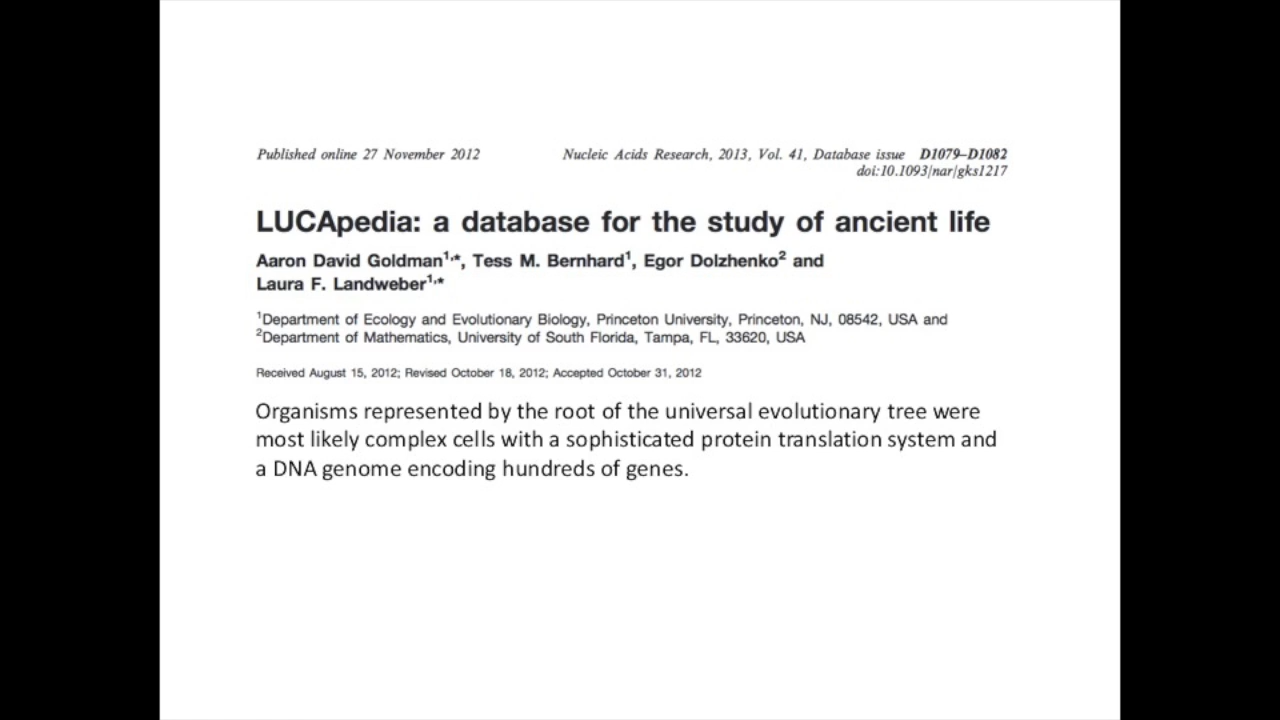 Published online 27 November 2012
Nucleic Acids Research, 2013, Vol. 41, Database issue D1079–D1082
doi:10.1093/nar/gks1217
LUCApedia: a database for the study of ancient life
Aaron David Goldman1,*, Tess M. Bernhard1, Egor Dolzhenko2 and
Laura F. Landweber1,*
1Department of Ecology and Evolutionary Biology, Princeton University, Princeton, NJ, 08542, USA and
2Department of Mathematics, University of South Florida, Tampa, FL, 33620, USA
Received August 15, 2012; Revised October 18, 2012; Accepted October 31, 2012
Organisms represented by the root of the universal evolutionary tree were
most likely complex cells with a sophisticated protein translation system and
a DNA genome encoding hundreds of genes.